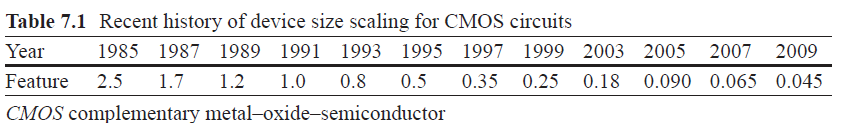 Table 7.1 Recent history of device size scaling for CMOS circuits
Year 1985 1987 1989 1991 1993 1995 1997 1999 2003 2005 2007 2009
Feature 2.5 1.7 1.2 1.0 0.8 0.5 0.35 0.25 0.18 0.090 0.065 0.045
CMOS complementary metal–oxide–semiconductor